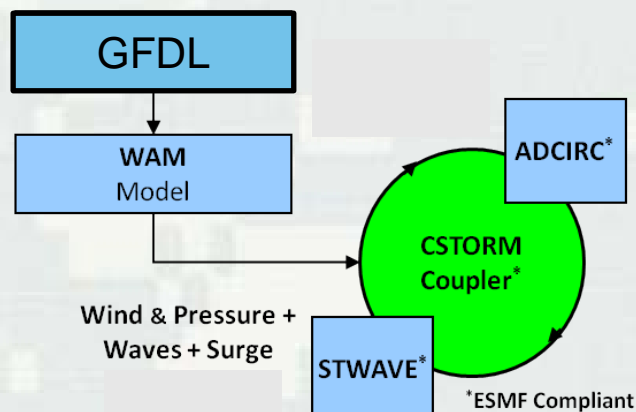 GFDL
WAM
Model
ADCIRC*
CSTORM
Coupler*
Wind & Pressure +
Waves + Surge
STWAVE*
*ESMF Compliant